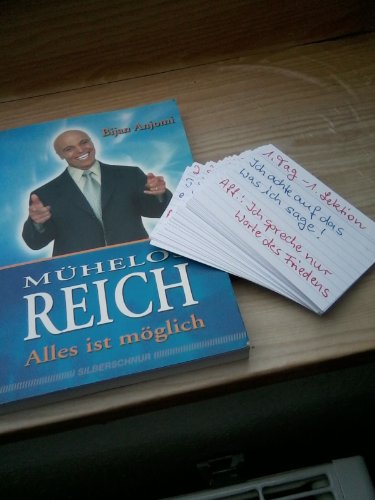 Bijan Anjomi
MÜHELOS
REICH
Alles ist möglich
SILBERSCHNUR
1. Tag - 1. Lektion
Ich achte auf das
Was ich sage!
Aff.: Ich spreche nur
Worte des Friedens